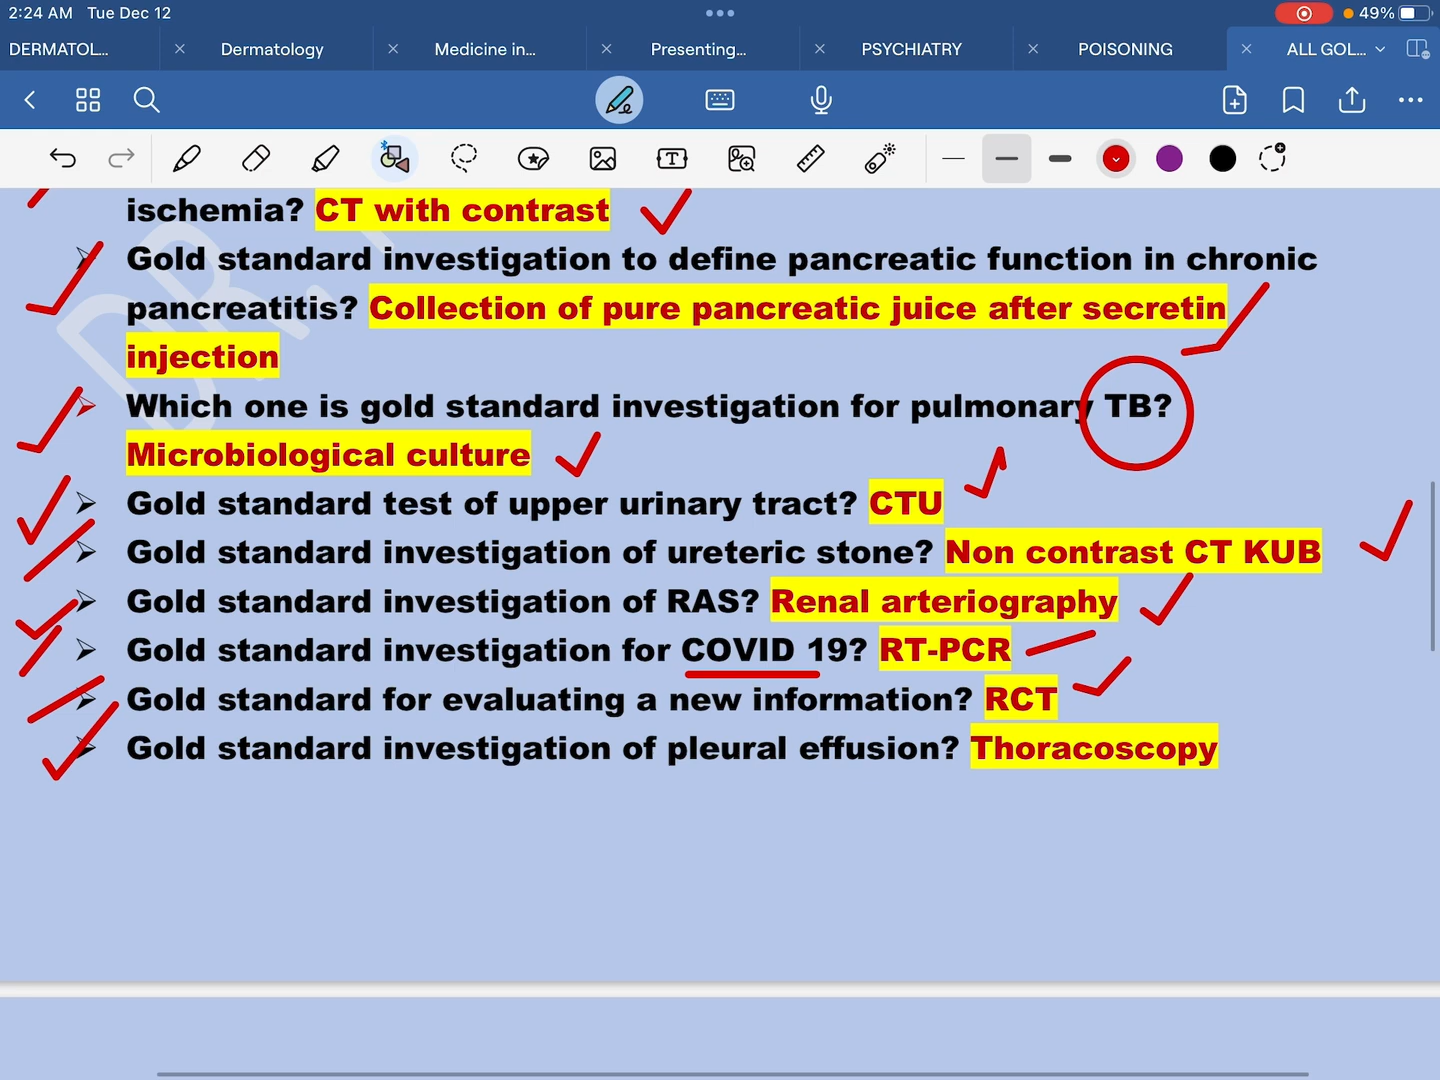 2:24 AM Tue Dec 12
49%
DERMATOL...
Dermatology
Medicine in...
Presenting...
PSYCHIATRY
POISONING
ALL GOL...
ischemia? CT with contrast
Gold standard investigation to define pancreatic function in chronic
pancreatitis? Collection of pure pancreatic juice after secretin
injection
Which one is gold standard investigation for pulmonary TB?
Microbiological culture
Gold standard test of upper urinary tract? CTU
Gold standard investigation of ureteric stone? Non contrast CT KUB
Gold standard investigation of RAS? Renal arteriography
Gold standard investigation for COVID 19? RT-PCR
Gold standard for evaluating a new information? RCT
Gold standard investigation of pleural effusion? Thoracoscopy
DR.